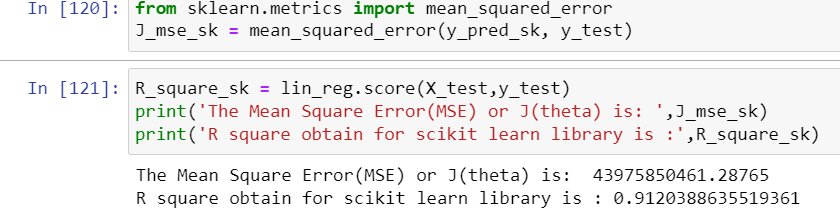 In [120]: from sklearn.metrics import mean_squared_error
J_mse_sk = mean_squared_error(y_pred_sk, y_test)
In [121]: R_square_sk = lin_reg.score(X_test,y_test)
print('The Mean Square Error(MSE) or J(theta) is: ',J_mse_sk)
print('R square obtain for scikit learn library is :',R_square_sk)
The Mean Square Error(MSE) or J(theta) is:  43975850461.28765
R square obtain for scikit learn library is : 0.9120388635519361